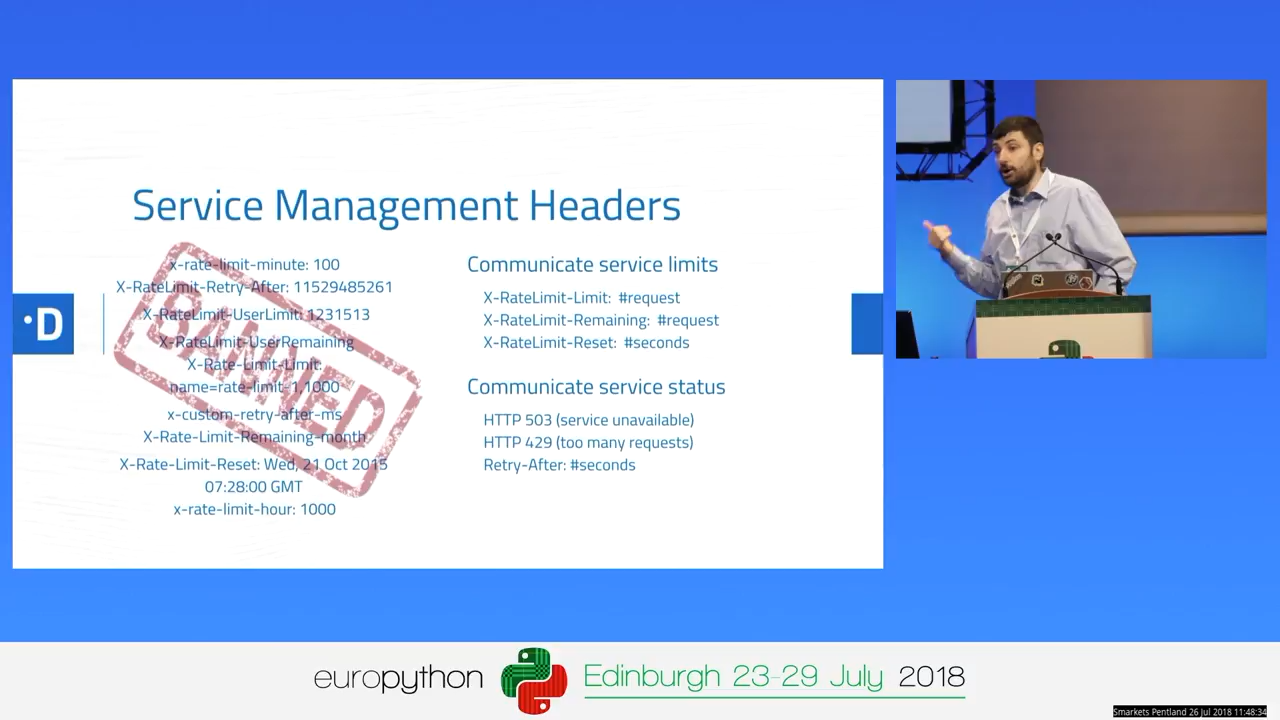 Service Management Headers
x-rate-limit-minute: 100
X-RateLimit-Retry-After: 11529485261
X-RateLimit-UserLimit: 1231513
X-RateLimit-UserRemaining
X-Rate-Limit-Limit:
name=rate-limit-1,1000
x-custom-retry-after-ms
X-Rate-Limit-Remaining-month
X-Rate-Limit-Reset: Wed, 21 Oct 2015
07:28:00 GMT
x-rate-limit-hour: 1000
BANNED
Communicate service limits
X-RateLimit-Limit: #request
X-RateLimit-Remaining: #request
X-RateLimit-Reset: #seconds
Communicate service status
HTTP 503 (service unavailable)
HTTP 429 (too many requests)
Retry-After: #seconds
·D
europython Edinburgh 23-29 July 2018
Smarkets Pentland 26 Jul 2018 11:48:34